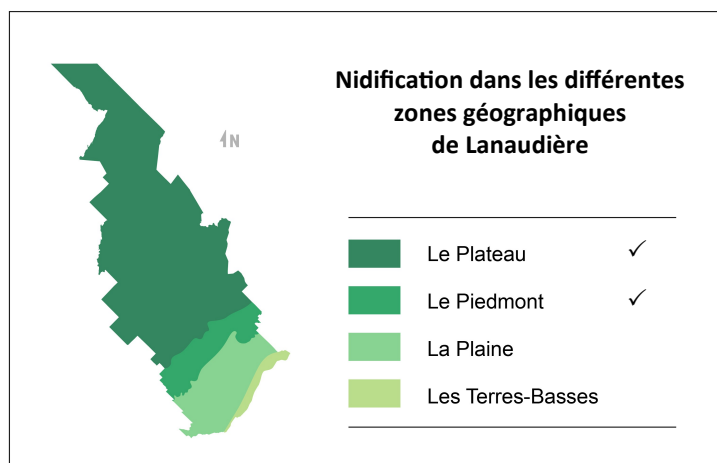 Nidification dans les différentes
zones géographiques
de Lanaudière
N
Le Plateau ✓
Le Piedmont ✓
La Plaine
Les Terres-Basses